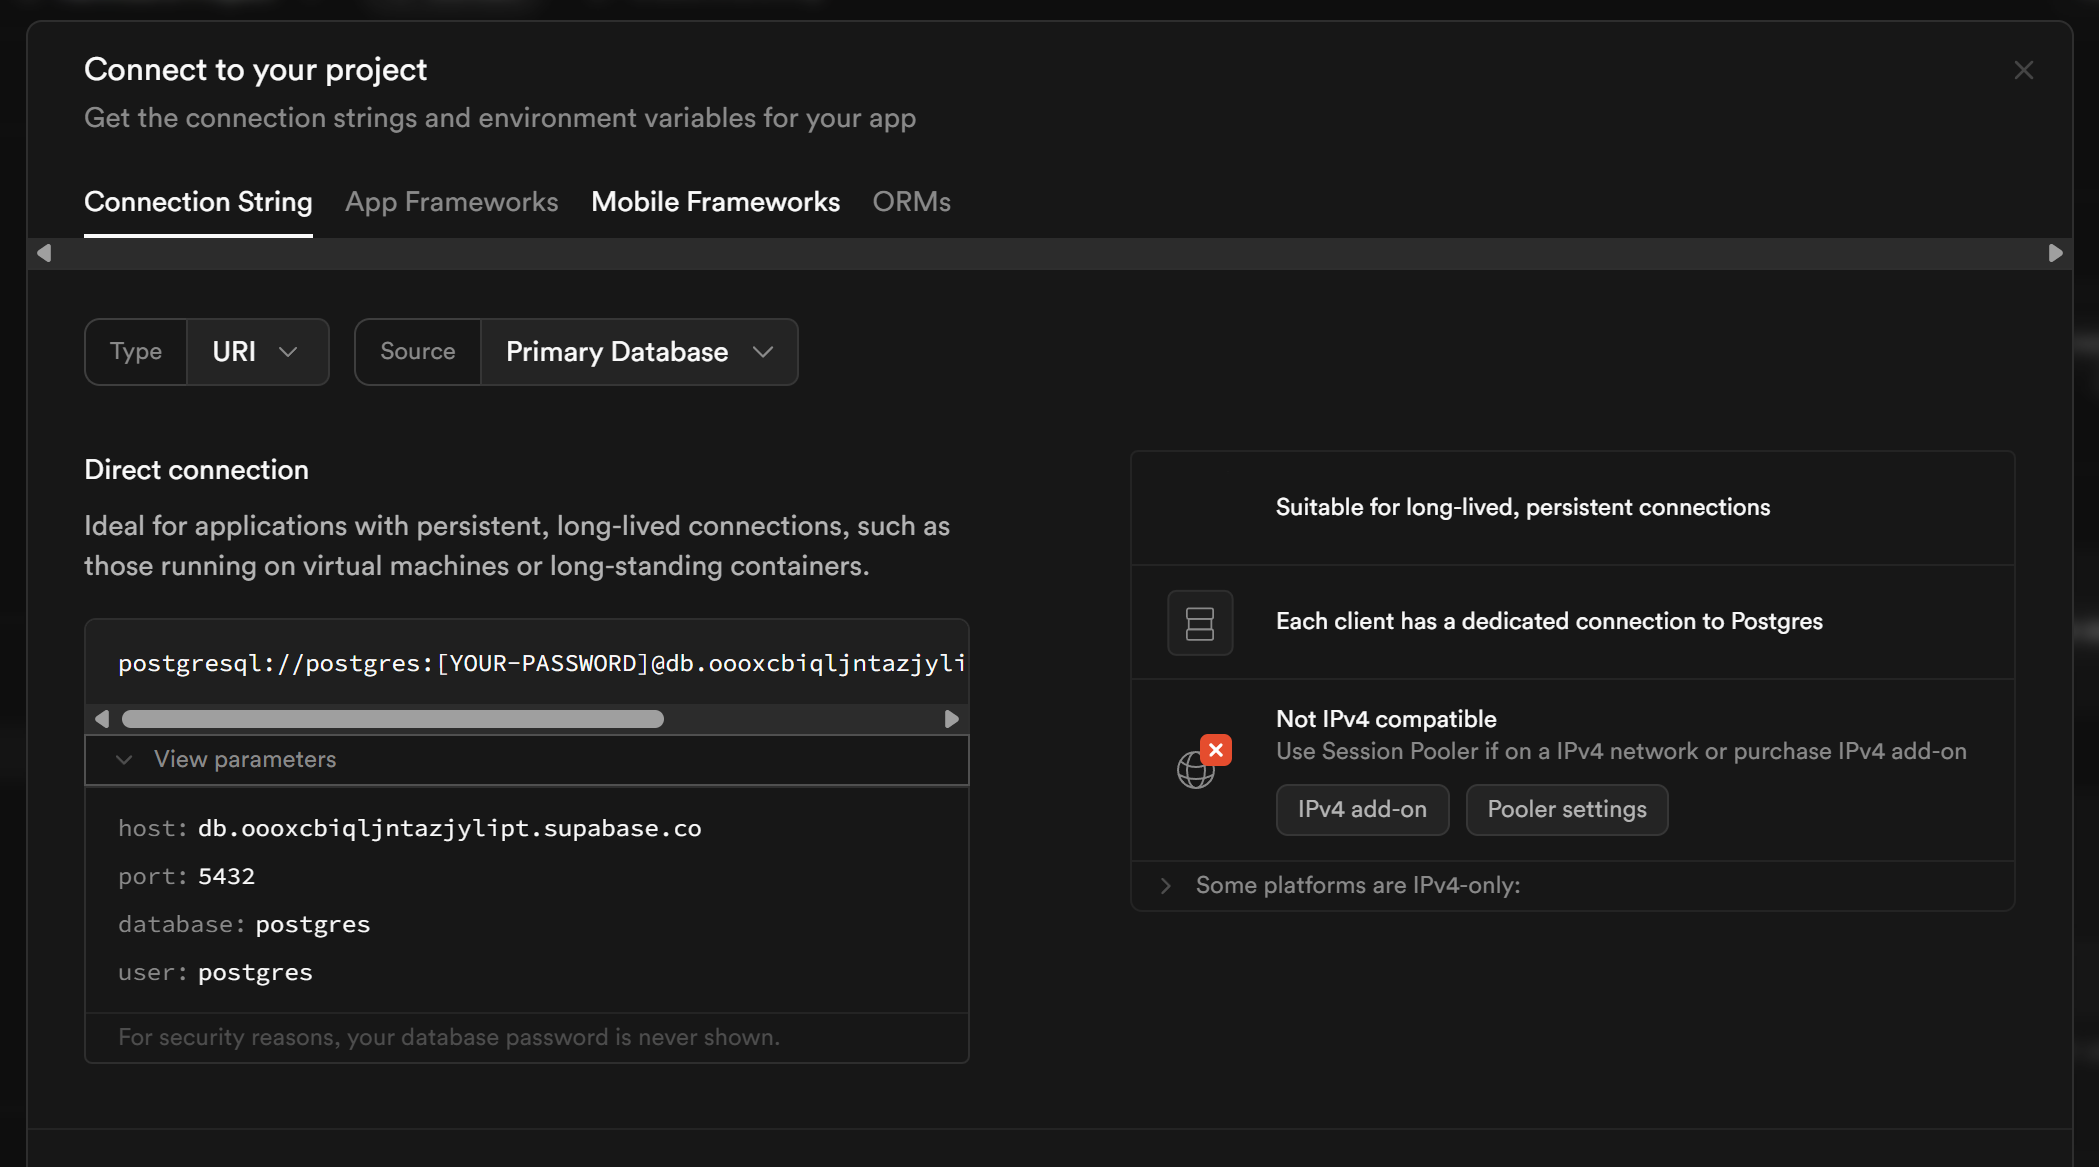 Connect to your project
Get the connection strings and environment variables for your app
Connection String
App Frameworks
Mobile Frameworks
ORMs
Type
URI
Source
Primary Database
Direct connection
Ideal for applications with persistent, long-lived connections, such as
those running on virtual machines or long-standing containers.
postgresql://postgres:[YOUR-PASSWORD]@db.oooxcbiqljntazjyli
View parameters
host: db.oooxcbiqljntazjylipt.supabase.co
port: 5432
database: postgres
user: postgres
For security reasons, your database password is never shown.
Suitable for long-lived, persistent connections
Each client has a dedicated connection to Postgres
Not IPv4 compatible
Use Session Pooler if on a IPv4 network or purchase IPv4 add-on
IPv4 add-on
Pooler settings
Some platforms are IPv4-only: